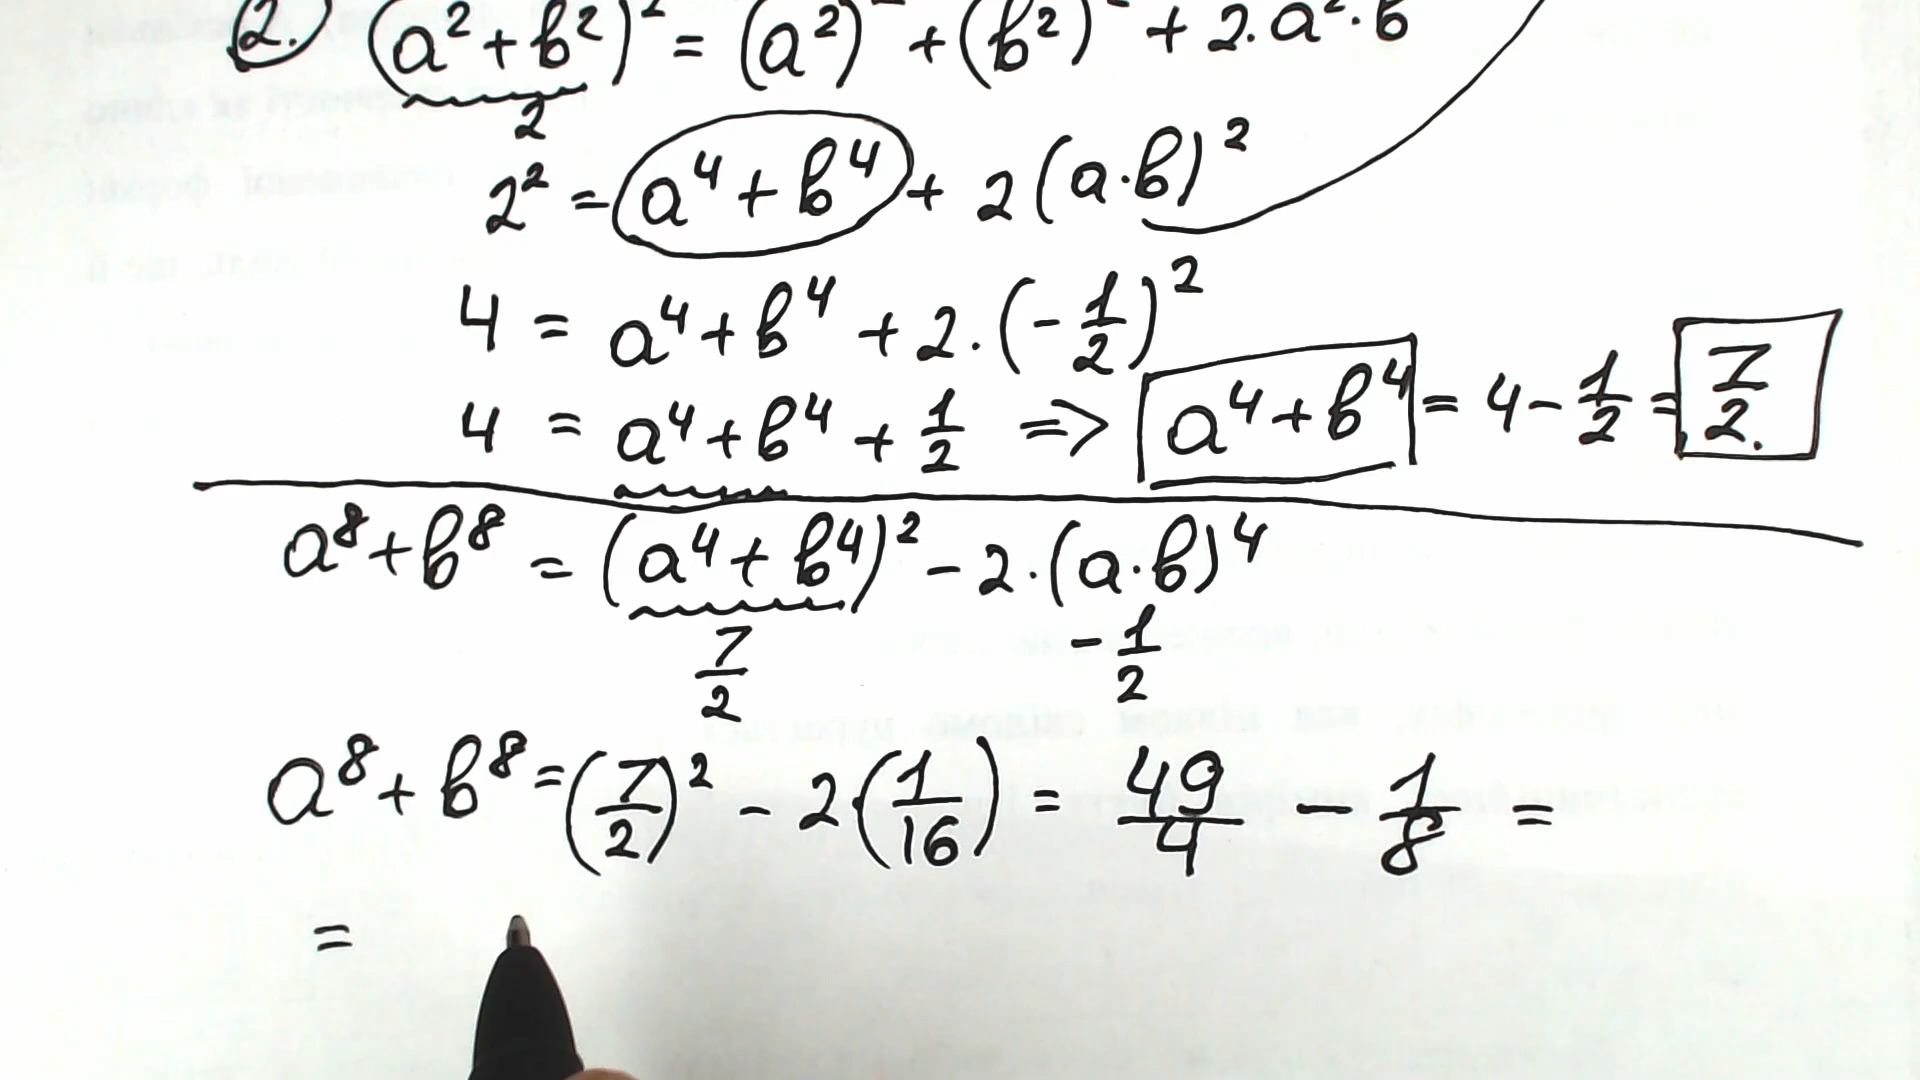 2. (a² + b²)² = (a²)² + (b²)² + 2·a²·b
2
2² = a⁴ + b⁴ + 2(a·b)²
4 = a⁴ + b⁴ + 2·(-1/2)²
4 = a⁴ + b⁴ + 1/2 => a⁴ + b⁴ = 4 - 1/2 = 7/2.
a⁸ + b⁸ = (a⁴ + b⁴)² - 2·(a·b)⁴
7/2 -1/2
a⁸ + b⁸ = (7/2)² - 2(1/16) = 49/4 - 1/8 =
=